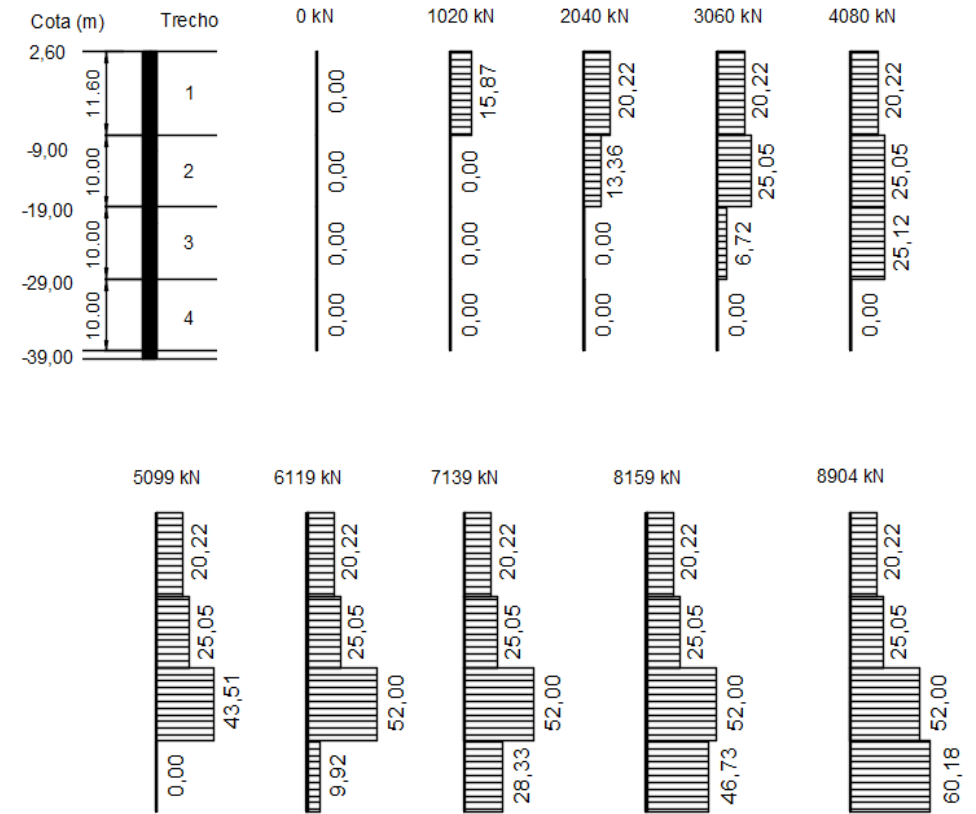 Cota (m) Trecho 0 kN 1020 kN 2040 kN 3060 kN 4080 kN
2,60
11.60 1 0,00 15,87 20,22 20,22 20,22
-9,00
10.00 2 0,00 0,00 13,36 25,05 25,05
-19,00
10.00 3 0,00 0,00 0,00 6,72 25,12
-29,00
10.00 4 0,00 0,00 0,00 0,00 0,00
-39,00
5099 kN 6119 kN 7139 kN 8159 kN 8904 kN
20,22 20,22 20,22 20,22 20,22
25,05 25,05 25,05 25,05 25,05
43,51 52,00 52,00 52,00 52,00
0,00 9,92 28,33 46,73 60,18